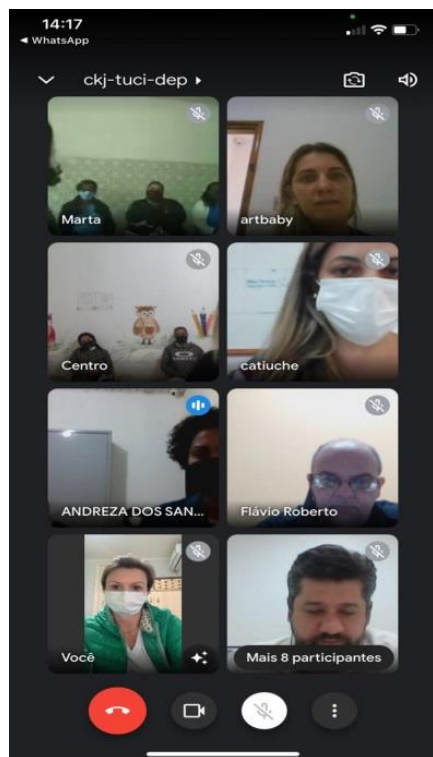 14:17
◄ WhatsApp
ckj-tuci-dep
Marta
artbaby
Centro
catiuche
ANDREZA DOS SAN...
Flávio Roberto
Você
Mais 8 participantes